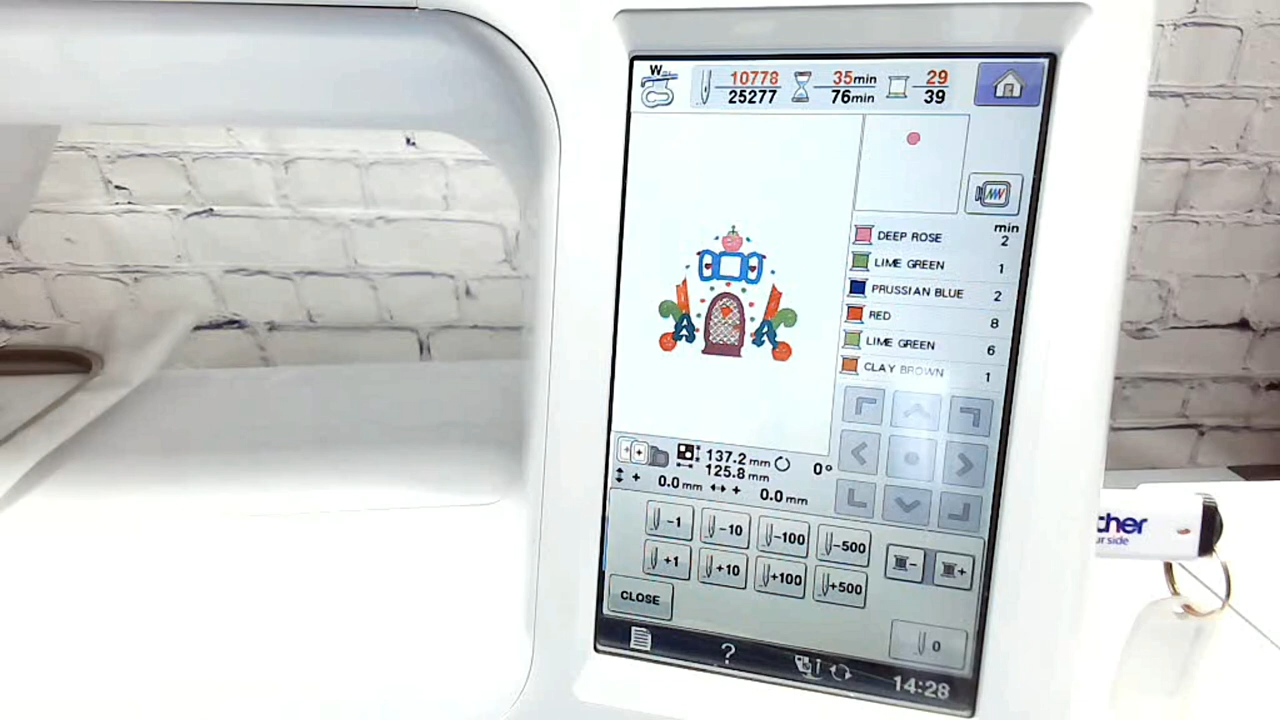 W
10778
25277
35min
76min
29
39
min
DEEP ROSE 2
LIME GREEN 1
PRUSSIAN BLUE 2
RED 8
LIME GREEN 6
CLAY BROWN 1
137.2 mm
125.8 mm
0°
+ 0.0 mm + 0.0 mm
-1 -10 -100 -500
+1 +10 +100 +500
- +
CLOSE
0
?
14:28
ther
ur side